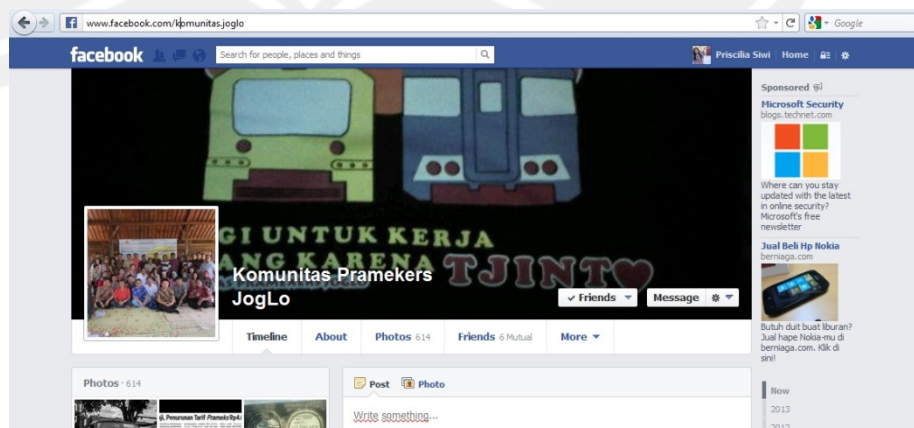 www.facebook.com/komunitas.joglo
Google
facebook
Search for people, places and things
Priscilia Siwi
Home
GI UNTUK KERJA
ANG KARENA TJINT
Komunitas Pramekers
JogLo
Friends
Message
Timeline
About
Photos 614
Friends 6 Mutual
More
Sponsored
Microsoft Security
blogs.technet.com
Where can you stay
updated with the latest
in online security?
Microsoft's free
newsletter
Jual Beli Hp Nokia
berniaga.com
Butuh duit buat liburan?
Jual hape Nokia-mu di
berniaga.com. Klik di
sini!
Photos · 614
Penurunan Tarif Prameks
Post
Photo
Write something...
Now
2013
2012